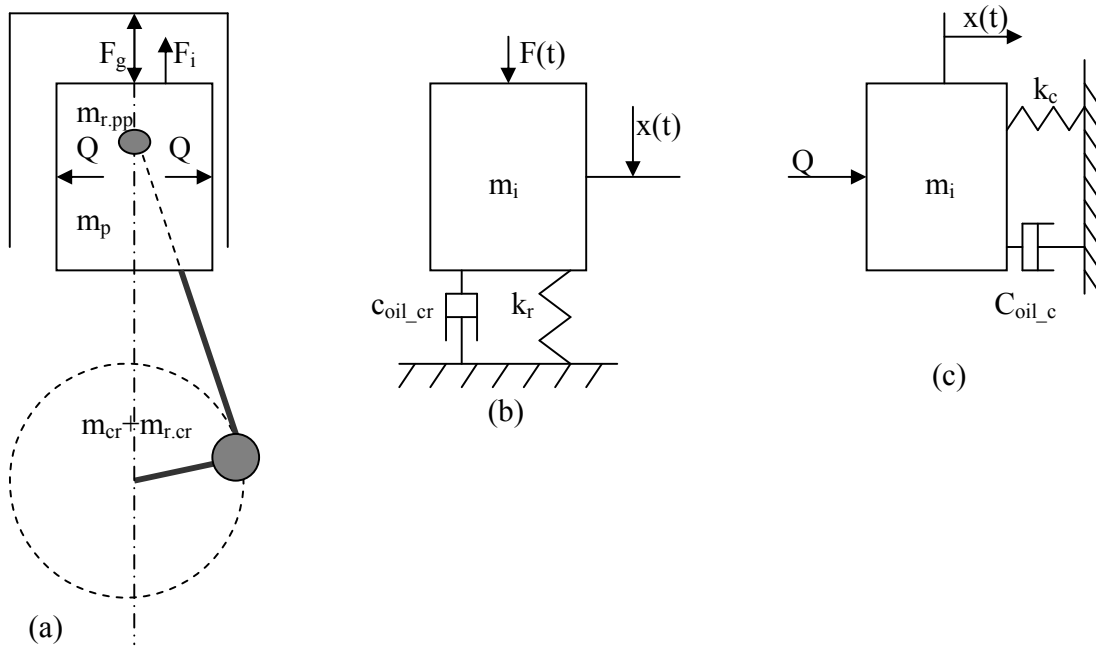 F_g
F_i
m_r.pp
Q
Q
m_p
m_cr+m_r.cr
(a)
F(t)
x(t)
m_i
c_oil_cr
k_r
(b)
x(t)
k_c
Q
m_i
C_oil_c
(c)